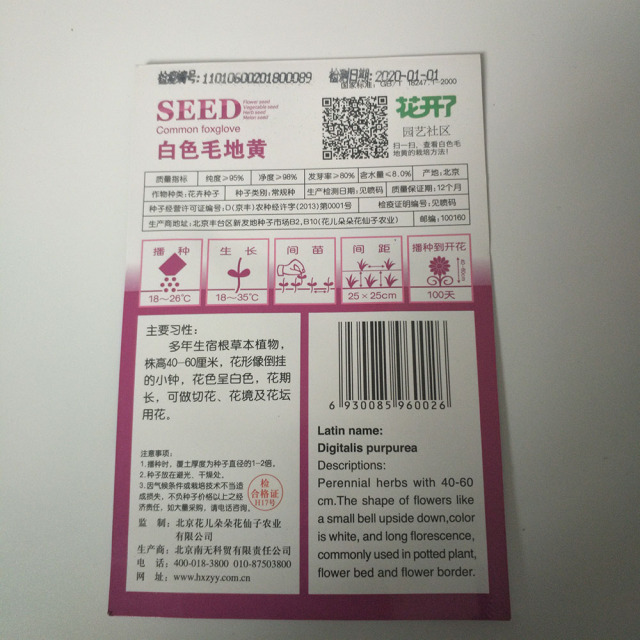 检疫编号:11010600201800089 检测日期:2020-01-01
国家标准: GB/T 18247.1-2000
SEED
Flower seed
Vegetable seed
Herb seed
Common foxglove
白色毛地黄
花开了
园艺社区
扫一扫，查看白色毛
地黄的栽培方法！
质量指标 纯度≥95% 净度≥98% 发芽率≥80% 含水量≤8.0% 产地:北京
作物种类:花卉种子 种子类别:常规种 生产检测日期:见喷码 质量保证期:12个月
种子经营许可证编号:D(京丰)农种经许字(2013)第0001号 检疫证明编号:见喷码
生产商地址:北京丰台区新发地种子市场B2,B10(花儿朵朵花仙子农业) 邮编:100160
播种 生长 间苗 间距 播种到开花
18～26℃ 18～35℃ 25×25cm 100天
主要习性:
多年生宿根草本植物，
株高40-60厘米，花形像倒挂
的小钟，花色呈白色，花期
长，可做切花、花境及花坛
用花。
注意事项:
1.播种时，覆土厚度为种子直径的1-2倍。
2.种子放在避光、干燥处。
3.因气候条件或栽培技术不当造
成损失，不负种子价格以上之经
济责任，如大量采购，请电话咨询。
检
合格证
H17号
监制:北京花儿朵朵花仙子农业
有限公司
生产商:北京南无科贸有限责任公司
电话:400-018-3800 010-87503800
网址:www.hxzyy.com.cn
6 930085 960026
Latin name:
Digitalis purpurea
Descriptions:
Perennial herbs with 40-60
cm.The shape of flowers like
a small bell upside down,color
is white, and long florescence,
commonly used in potted plant,
flower bed and flower border.